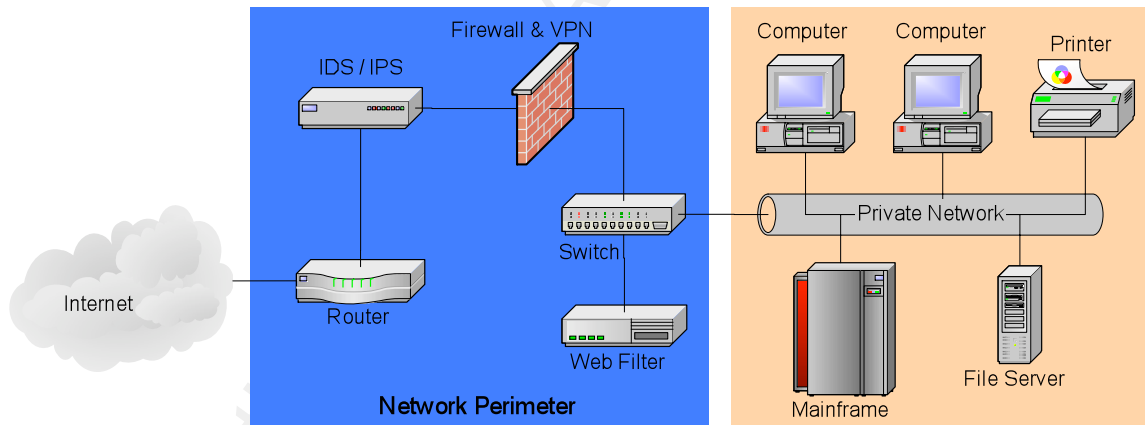 Firewall & VPN
IDS / IPS
Switch
Internet
Router
Web Filter
Network Perimeter
Computer
Computer
Printer
Private Network
Mainframe
File Server